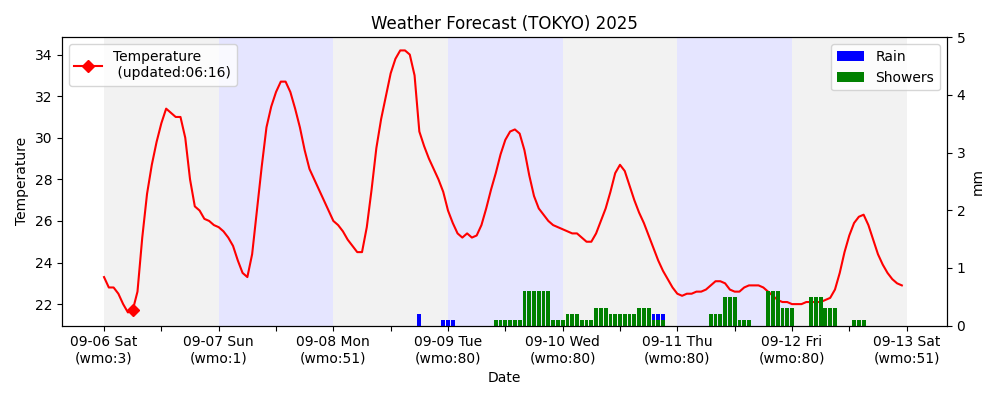 Weather Forecast (TOKYO) 2025
Temperature
(updated:06:16)
Rain
Showers
34
32
30
28
26
24
22
Temperature
5
4
3
2
1
0
mm
09-06 Sat
(wmo:3)
09-07 Sun
(wmo:1)
09-08 Mon
(wmo:51)
09-09 Tue
(wmo:80)
09-10 Wed
(wmo:80)
09-11 Thu
(wmo:80)
09-12 Fri
(wmo:80)
09-13 Sat
(wmo:51)
Date